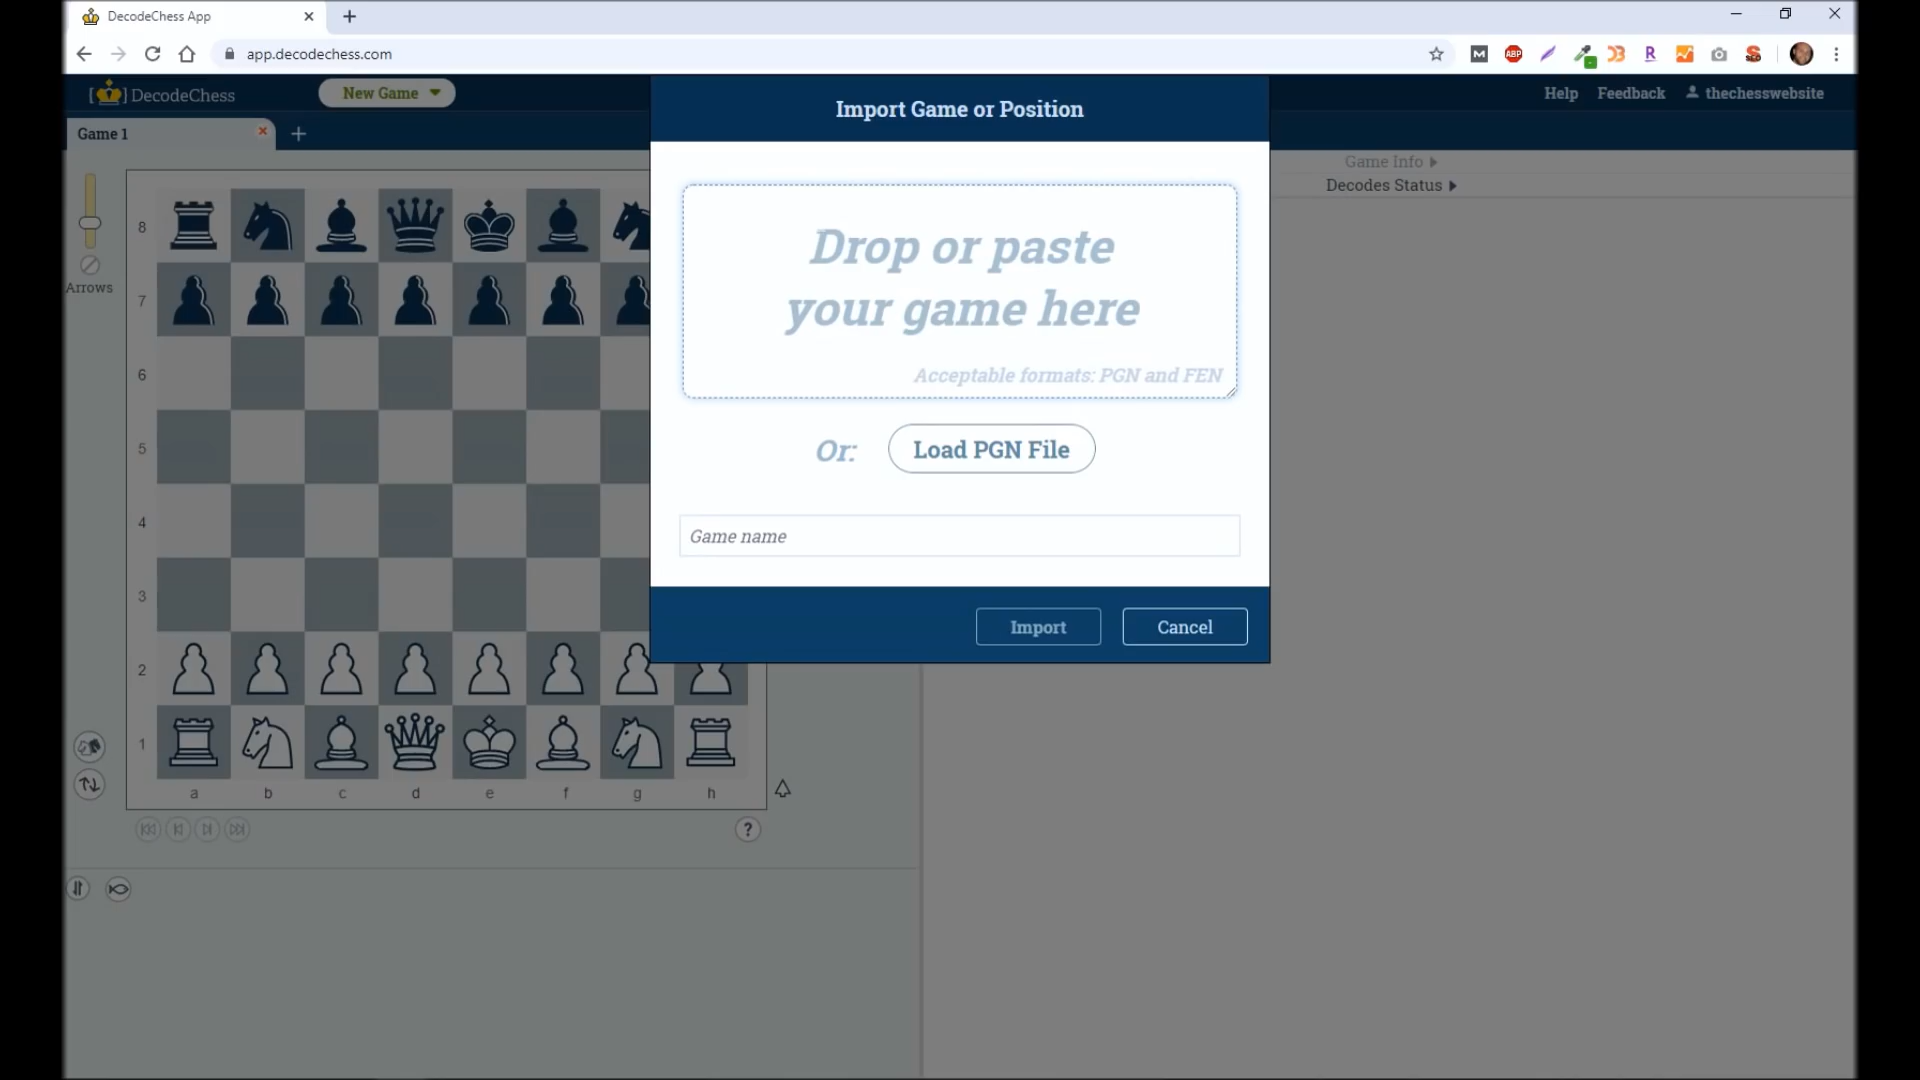 DecodeChess App
app.decodechess.com
ABP
R
[ ] DecodeChess
New Game
Help
Feedback
thechesswebsite
Game 1
Import Game or Position
Game Info
Decodes Status
Arrows
Drop or paste
your game here
Acceptable formats: PGN and FEN
Or:
Load PGN File
Game name
Import
Cancel
8
7
6
5
4
3
2
1
a b c d e f g h
?